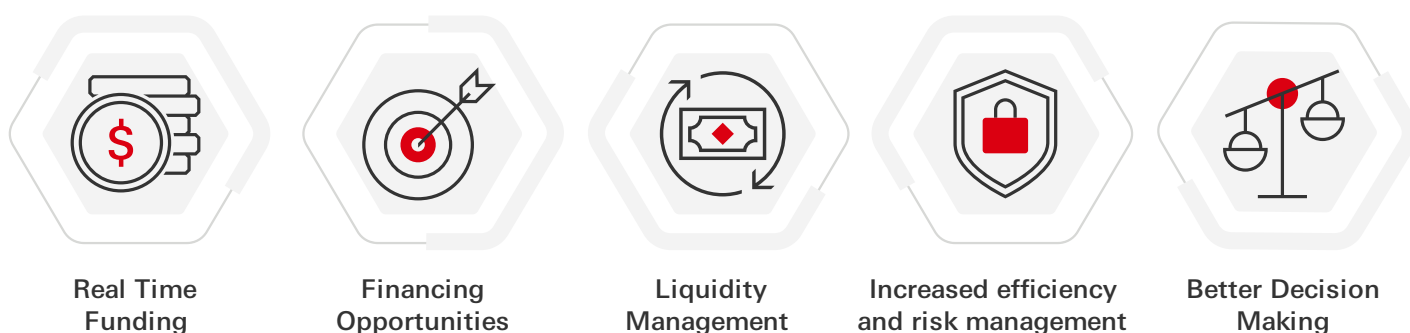 $
Real Time
Funding
Financing
Opportunities
Liquidity
Management
Increased efficiency
and risk management
Better Decision
Making